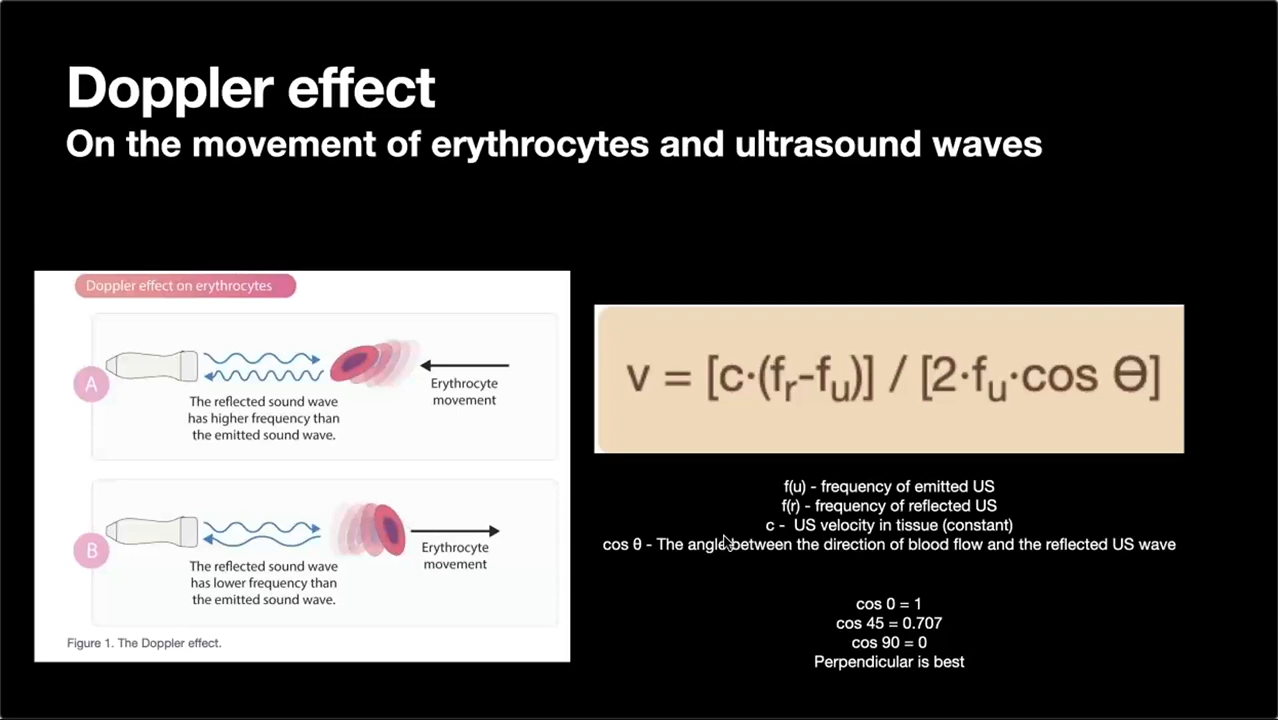 Doppler effect
On the movement of erythrocytes and ultrasound waves
Doppler effect on erythrocytes
A
Erythrocyte
movement
The reflected sound wave
has higher frequency than
the emitted sound wave.
B
Erythrocyte
movement
The reflected sound wave
has lower frequency than
the emitted sound wave.
Figure 1. The Doppler effect.
v = [c·(fr-fu)] / [2·fu·cos Θ]
f(u) - frequency of emitted US
f(r) - frequency of reflected US
c - US velocity in tissue (constant)
cos θ - The angle between the direction of blood flow and the reflected US wave
cos 0 = 1
cos 45 = 0.707
cos 90 = 0
Perpendicular is best